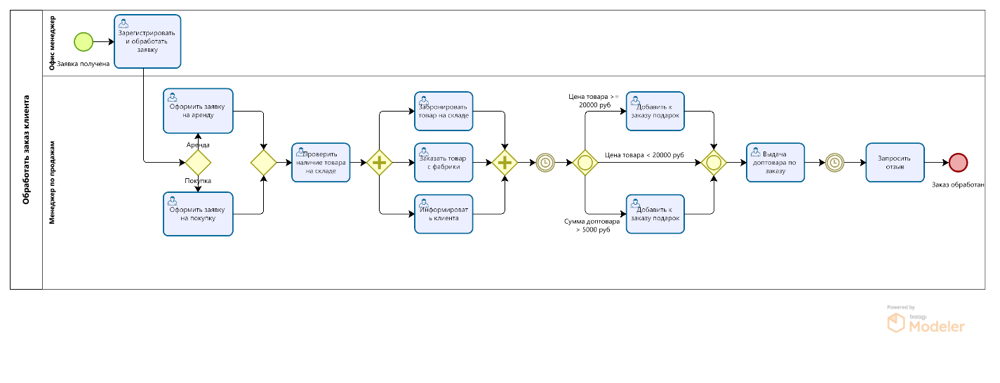 Обработать заказ клиента
Офис менеджер
Заявка получена
Зарегистрировать
и обработать
заявку
Менеджер по продажам
Оформить заявку
на аренду
Аренда
Покупка
Оформить заявку
на покупку
Проверить
наличие товара
на складе
Забронировать
товар на складе
Заказать товар
с фабрики
Информироват
ь клиента
Цена товара >=
20000 руб
Добавить к
заказу подарок
Цена товара < 20000 руб
Сумма доптовара
> 5000 руб
Добавить к
заказу подарок
Выдача
доптовара по
заказу
Запросить
отзыв
Заказ обработан
Powered by
bizagi
Modeler